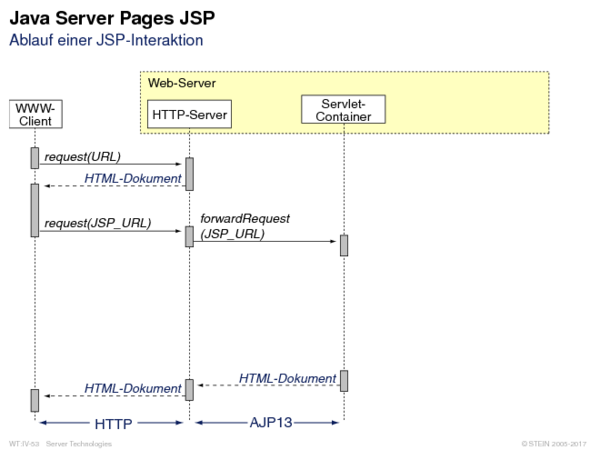 Java Server Pages JSP
Ablauf einer JSP-Interaktion
Web-Server
WWW-
Client
HTTP-Server
Servlet-
Container
request(URL)
HTML-Dokument
request(JSP_URL)
forwardRequest
(JSP_URL)
HTML-Dokument
HTML-Dokument
HTTP
AJP13
WT:IV-53 Server Technologies
© STEIN 2005-2017